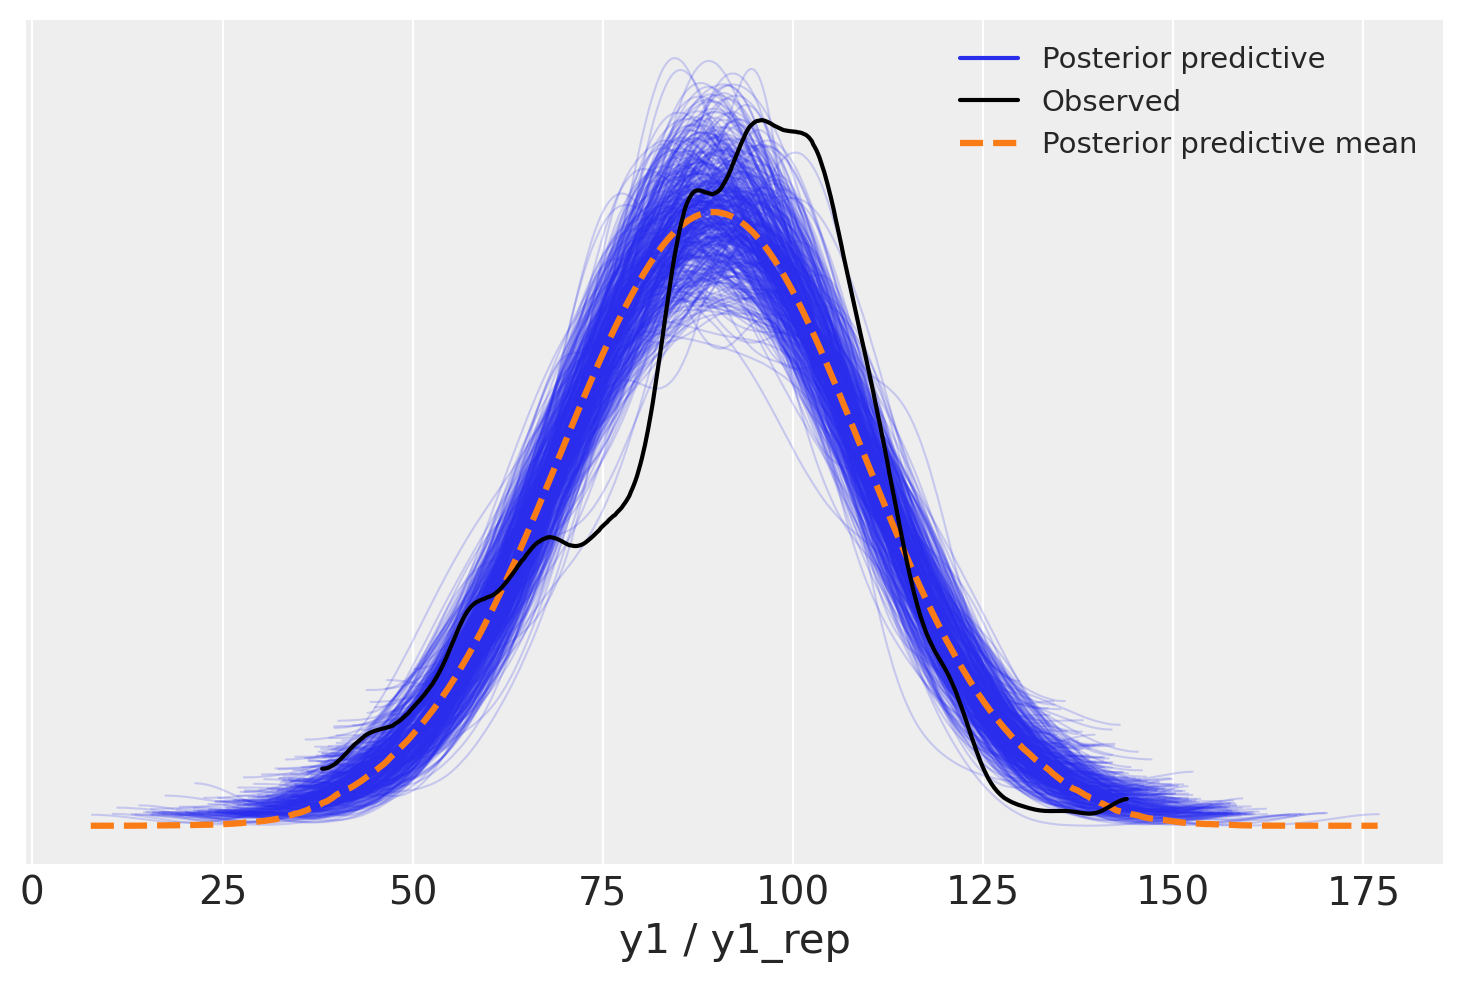 Posterior predictive
Observed
Posterior predictive mean
0 25 50 75 100 125 150 175
y1 / y1_rep